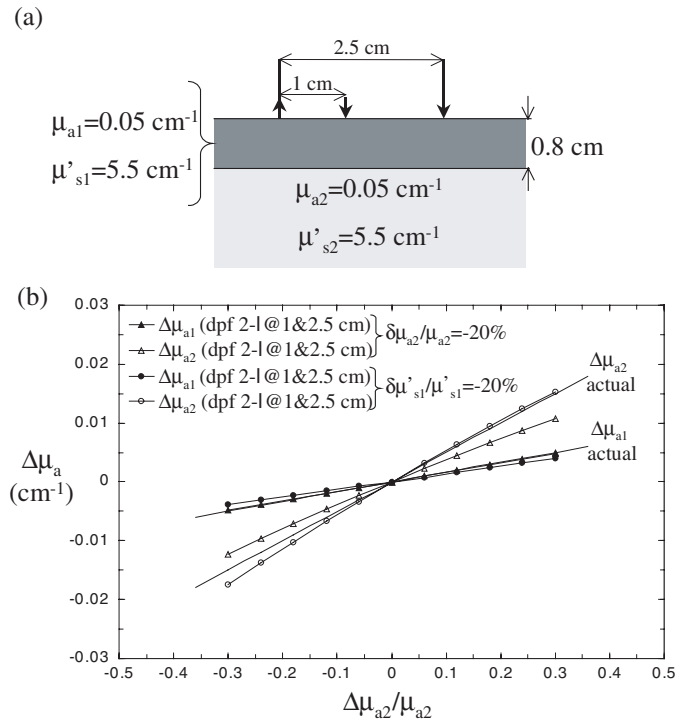 (a)
2.5 cm
1 cm
μa1=0.05 cm-1
μ's1=5.5 cm-1
0.8 cm
μa2=0.05 cm-1
μ's2=5.5 cm-1
(b)
0.03
0.02
0.01
0
-0.01
-0.02
-0.03
Δμa
(cm-1)
Δμa1 (dpf 2-l@1&2.5 cm)
Δμa2 (dpf 2-l@1&2.5 cm)
δμa2/μa2=-20%
Δμa1 (dpf 2-l@1&2.5 cm)
Δμa2 (dpf 2-l@1&2.5 cm)
δμ's1/μ's1=-20%
Δμa2
actual
Δμa1
actual
-0.5 -0.4 -0.3 -0.2 -0.1 0 0.1 0.2 0.3 0.4 0.5
Δμa2/μa2